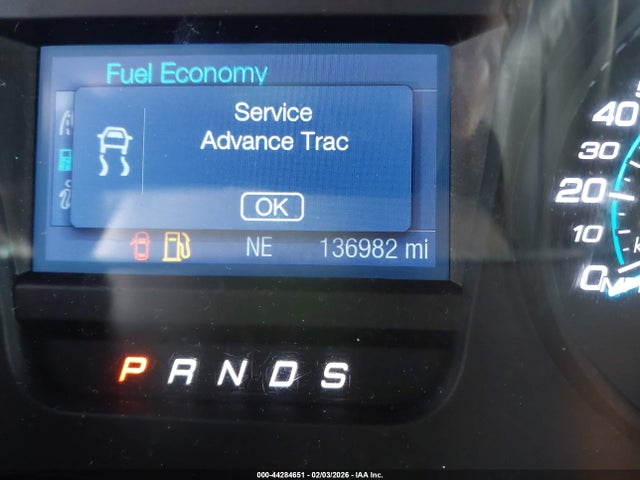 Fuel Economy
Service
Advance Trac
OK
NE 136982 mi
P R N D S
40
30
20
10
0
000-44284651 | 02/03/2026 - IAA Inc.